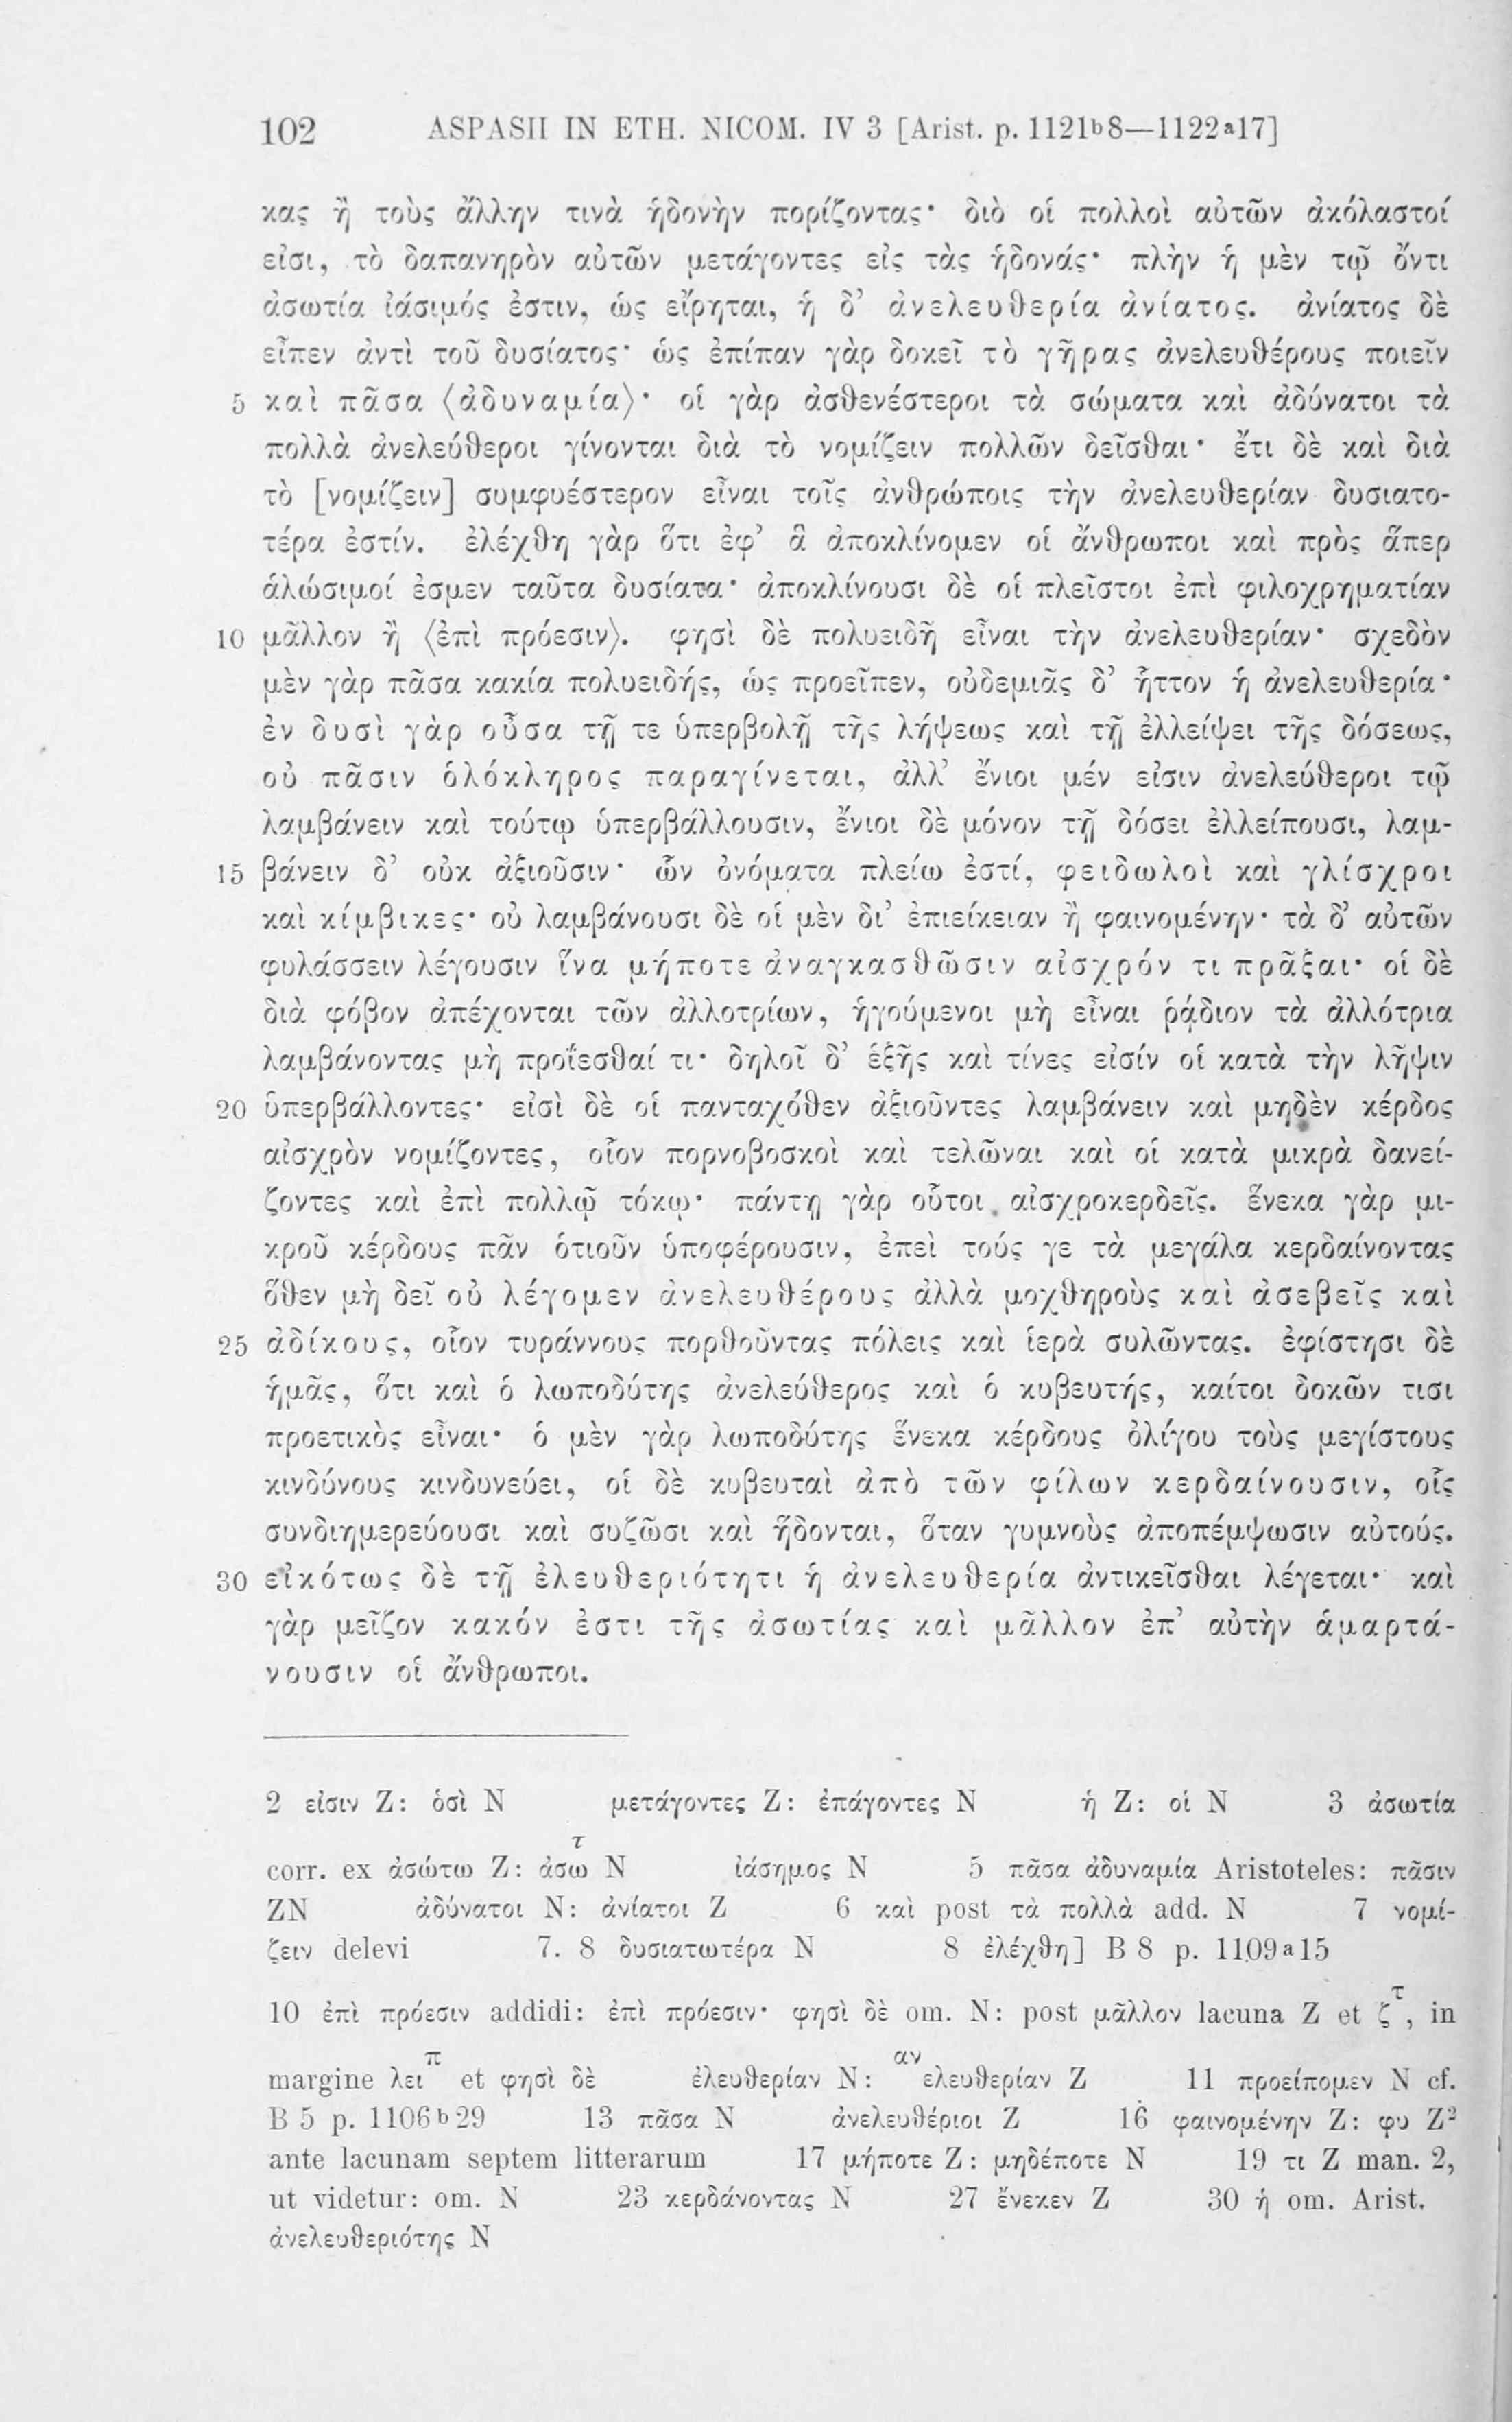 102 ASPASII IN ETH. NICOM. IV 3 [Arist. p. 1121b8—1122a17]
κας ἢ τοὺς ἄλλην τινὰ ἡδονὴν πορίζοντας· διὸ οἱ πολλοὶ αὐτῶν ἀκόλαστοί
εἰσι, τὸ δαπανηρὸν αὐτῶν μετάγοντες εἰς τὰς ἡδονάς· πλὴν ἡ μὲν τῷ ὄντι
ἀσωτία ἰάσιμός ἐστιν, ὡς εἴρηται, ἡ δ’ ἀνελευθερία ἀνίατος. ἀνίατος δὲ
εἶπεν ἀντὶ τοῦ δυσίατος· ὡς ἐπίπαν γὰρ δοκεῖ τὸ γῆρας ἀνελευθέρους ποιεῖν
5 καὶ πᾶσα ⟨ἀδυναμία⟩· οἱ γὰρ ἀσθενέστεροι τὰ σώματα καὶ ἀδύνατοι τὰ
πολλὰ ἀνελεύθεροι γίνονται διὰ τὸ νομίζειν πολλῶν δεῖσθαι· ἔτι δὲ καὶ διὰ
τὸ [νομίζειν] συμφυέστερον εἶναι τοῖς ἀνθρώποις τὴν ἀνελευθερίαν δυσιατο-
τέρα ἐστίν. ἐλέχθη γὰρ ὅτι ἐφ’ ἃ ἀποκλίνομεν οἱ ἄνθρωποι καὶ πρὸς ἅπερ
ἁλώσιμοί ἐσμεν ταῦτα δυσίατα· ἀποκλίνουσι δὲ οἱ πλεῖστοι ἐπὶ φιλοχρηματίαν
10 μᾶλλον ἢ ⟨ἐπὶ πρόεσιν⟩. φησὶ δὲ πολυειδῆ εἶναι τὴν ἀνελευθερίαν· σχεδὸν
μὲν γὰρ πᾶσα κακία πολυειδής, ὡς προεῖπεν, οὐδεμιᾶς δ’ ἧττον ἡ ἀνελευθερία·
ἐν δυσὶ γὰρ οὖσα τῇ τε ὑπερβολῇ τῆς λήψεως καὶ τῇ ἐλλείψει τῆς δόσεως,
οὐ πᾶσιν ὁλόκληρος παραγίνεται, ἀλλ’ ἔνιοι μέν εἰσιν ἀνελεύθεροι τῷ
λαμβάνειν καὶ τούτῳ ὑπερβάλλουσιν, ἔνιοι δὲ μόνον τῇ δόσει ἐλλείπουσι, λαμ-
15 βάνειν δ’ οὐκ ἀξιοῦσιν· ὧν ὀνόματα πλείω ἐστί, φειδωλοὶ καὶ γλίσχροι
καὶ κίμβικες· οὐ λαμβάνουσι δὲ οἱ μὲν δι’ ἐπιείκειαν ἢ φαινομένην· τὰ δ’ αὑτῶν
φυλάσσειν λέγουσιν ἵνα μήποτε ἀναγκασθῶσιν αἰσχρόν τι πρᾶξαι· οἱ δὲ
διὰ φόβον ἀπέχονται τῶν ἀλλοτρίων, ἡγούμενοι μὴ εἶναι ῥᾴδιον τὰ ἀλλότρια
λαμβάνοντας μὴ προΐεσθαί τι· δηλοῖ δ’ ἑξῆς καὶ τίνες εἰσίν οἱ κατὰ τὴν λῆψιν
20 ὑπερβάλλοντες· εἰσὶ δὲ οἱ πανταχόθεν ἀξιοῦντες λαμβάνειν καὶ μηδὲν κέρδος
αἰσχρὸν νομίζοντες, οἷον πορνοβοσκοὶ καὶ τελῶναι καὶ οἱ κατὰ μικρὰ δανεί-
ζοντες καὶ ἐπὶ πολλῷ τόκῳ· πάντῃ γὰρ οὗτοι αἰσχροκερδεῖς. ἕνεκα γὰρ μι-
κροῦ κέρδους πᾶν ὁτιοῦν ὑποφέρουσιν, ἐπεὶ τούς γε τὰ μεγάλα κερδαίνοντας
ὅθεν μὴ δεῖ οὐ λέγομεν ἀνελευθέρους ἀλλὰ μοχθηροὺς καὶ ἀσεβεῖς καὶ
25 ἀδίκους, οἷον τυράννους πορθοῦντας πόλεις καὶ ἱερὰ συλῶντας. ἐφίστησι δὲ
ἡμᾶς, ὅτι καὶ ὁ λωποδύτης ἀνελεύθερος καὶ ὁ κυβευτής, καίτοι δοκῶν τισι
προετικὸς εἶναι· ὁ μὲν γὰρ λωποδύτης ἕνεκα κέρδους ὀλίγου τοὺς μεγίστους
κινδύνους κινδυνεύει, οἱ δὲ κυβευταὶ ἀπὸ τῶν φίλων κερδαίνουσιν, οἷς
συνδιημερεύουσι καὶ συζῶσι καὶ ἥδονται, ὅταν γυμνοὺς ἀποπέμψωσιν αὐτούς.
30 εἰκότως δὲ τῇ ἐλευθεριότητι ἡ ἀνελευθερία ἀντικεῖσθαι λέγεται· καὶ
γὰρ μεῖζον κακόν ἐστι τῆς ἀσωτίας καὶ μᾶλλον ἐπ’ αὐτὴν ἁμαρτά-
νουσιν οἱ ἄνθρωποι.
2 εἰσιν Z: ὁσὶ N μετάγοντες Z: ἐπάγοντες N ἡ Z: οἱ N 3 ἀσωτία
corr. ex ἀσώτω Z: ἀσωτ N ἰάσημος N 5 πᾶσα ἀδυναμία Aristoteles: πᾶσιν
ZN ἀδύνατοι N: ἀνίατοι Z 6 καὶ post τὰ πολλὰ add. N 7 νομί-
ζειν delevi 7. 8 δυσιατωτέρα N 8 ἐλέχθη] B 8 p. 1109a15
10 ἐπὶ πρόεσιν addidi: ἐπὶ πρόεσιν· φησὶ δὲ om. N: post μᾶλλον lacuna Z et ζτ, in
margine λειπ et φησὶ δὲ ἐλευθερίαν N: ανελευθερίαν Z 11 προείπομεν N cf.
B 5 p. 1106b29 13 πᾶσα N ἀνελευθέριοι Z 16 φαινομένην Z: φυ Z²
ante lacunam septem litterarum 17 μήποτε Z: μηδέποτε N 19 τι Z man. 2,
ut videtur: om. N 23 κερδάνοντας N 27 ἕνεκεν Z 30 ἡ om. Arist.
ἀνελευθεριότης N